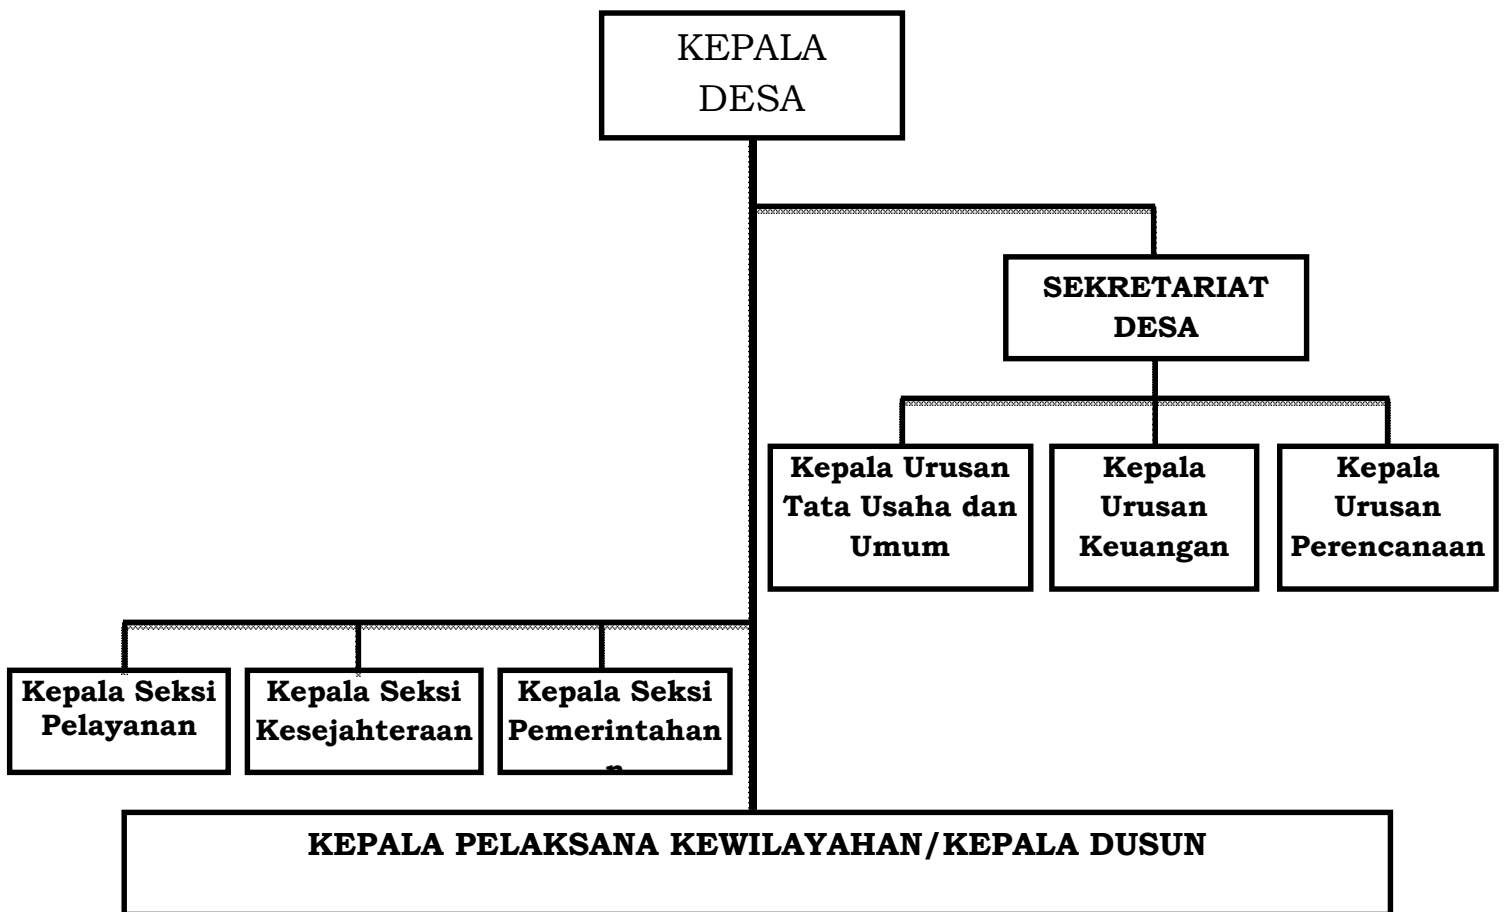 KEPALA
DESA
SEKRETARIAT
DESA
Kepala Urusan
Tata Usaha dan
Umum
Kepala
Urusan
Keuangan
Kepala
Urusan
Perencanaan
Kepala Seksi
Pelayanan
Kepala Seksi
Kesejahteraan
Kepala Seksi
Pemerintahan
n
KEPALA PELAKSANA KEWILAYAHAN/KEPALA DUSUN